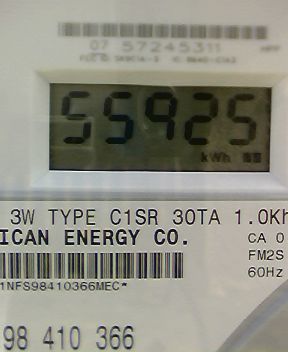 07 57245311
55925
kWh
3W TYPE C1SR 30TA 1.0Kh
ICAN ENERGY CO.
CA 0
FM2S
60Hz
1NFS98410366MEC*
98 410 366